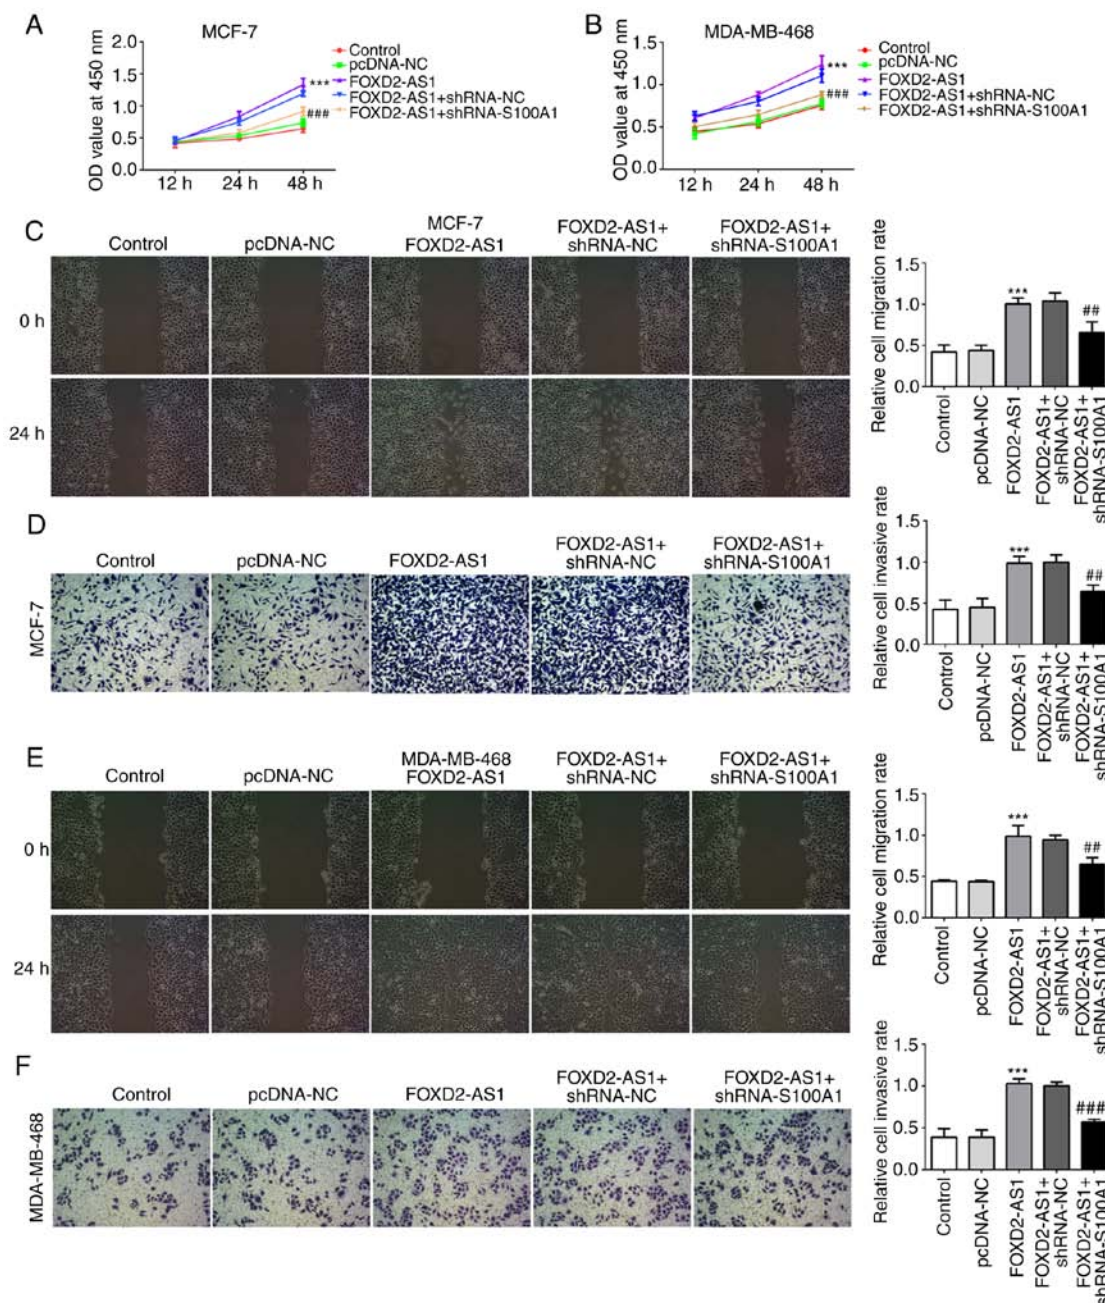 A
MCF-7
OD value at 450 nm
2.0
1.5
1.0
0.5
0.0
12 h 24 h 48 h
Control
pcDNA-NC
FOXD2-AS1
***
FOXD2-AS1+shRNA-NC
###
FOXD2-AS1+shRNA-S100A1
B
MDA-MB-468
OD value at 450 nm
1.5
1.0
0.5
0.0
12 h 24 h 48 h
Control
pcDNA-NC
FOXD2-AS1
***
FOXD2-AS1+shRNA-NC
###
FOXD2-AS1+shRNA-S100A1
C
MCF-7
Control pcDNA-NC FOXD2-AS1 FOXD2-AS1+ FOXD2-AS1+
shRNA-NC shRNA-S100A1
0 h
24 h
Relative cell migration rate
1.5
1.0
0.5
0.0
***
##
Control
pcDNA-NC
FOXD2-AS1
FOXD2-AS1+
shRNA-NC
FOXD2-AS1+
shRNA-S100A1
D
Control pcDNA-NC FOXD2-AS1 FOXD2-AS1+ FOXD2-AS1+
shRNA-NC shRNA-S100A1
MCF-7
Relative cell invasive rate
1.5
1.0
0.5
0.0
***
##
Control
pcDNA-NC
FOXD2-AS1
FOXD2-AS1+
shRNA-NC
FOXD2-AS1+
shRNA-S100A1
E
MDA-MB-468
Control pcDNA-NC FOXD2-AS1 FOXD2-AS1+ FOXD2-AS1+
shRNA-NC shRNA-S100A1
0 h
24 h
Relative cell migration rate
1.5
1.0
0.5
0.0
***
##
Control
pcDNA-NC
FOXD2-AS1
FOXD2-AS1+
shRNA-NC
FOXD2-AS1+
shRNA-S100A1
F
Control pcDNA-NC FOXD2-AS1 FOXD2-AS1+ FOXD2-AS1+
shRNA-NC shRNA-S100A1
MDA-MB-468
Relative cell invasive rate
1.5
1.0
0.5
0.0
***
###
Control
pcDNA-NC
FOXD2-AS1
FOXD2-AS1+
shRNA-NC
FOXD2-AS1+
shRNA-S100A1